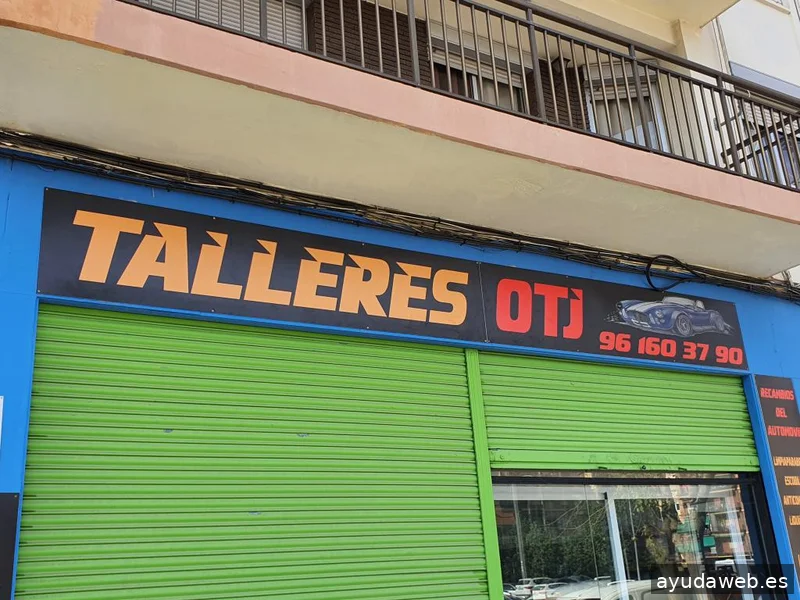 TALLERES OTJ
96 160 37 90
RECAMBIOS
DEL
ayudaweb.es